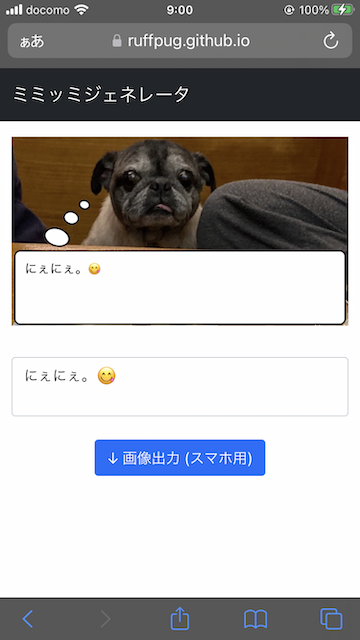 docomo 9:00 100%
ぁあ ruffpug.github.io
ミミッミジェネレータ
にぇにぇ。😋
にぇにぇ。😋
↓ 画像出力 (スマホ用)